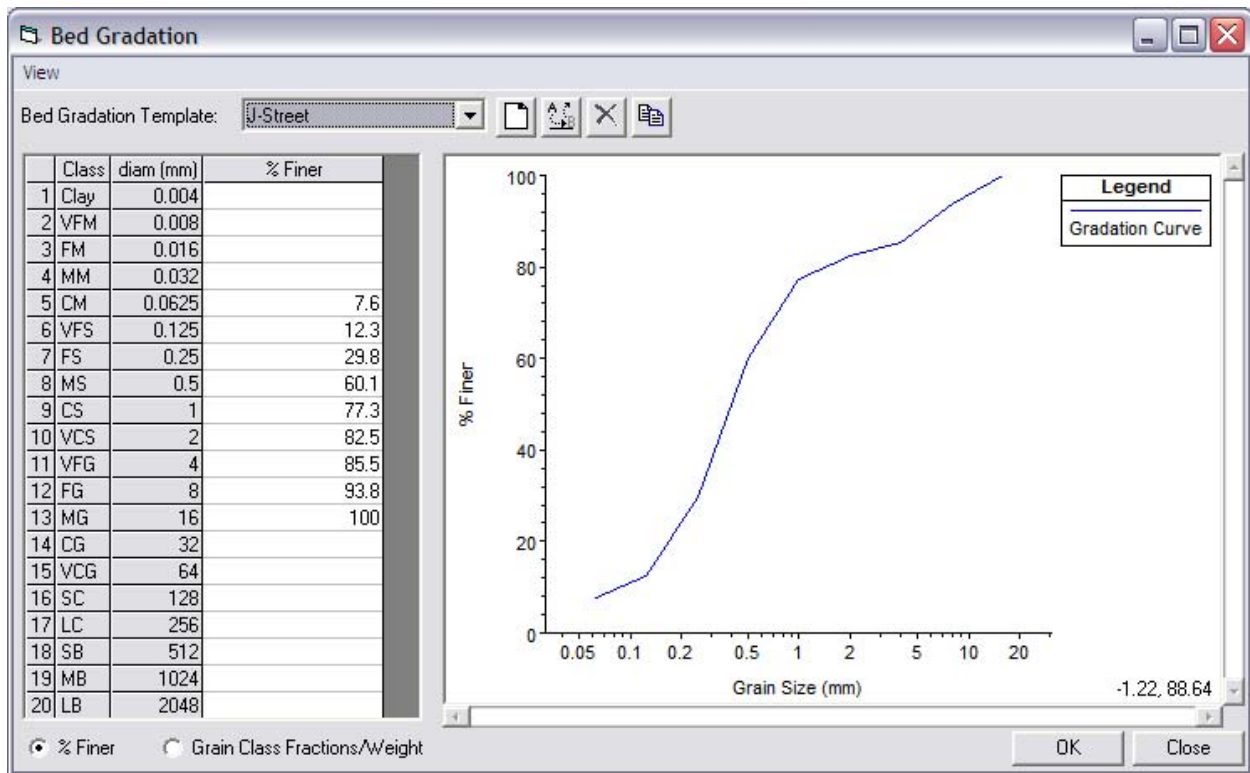 Bed Gradation
View
Bed Gradation Template: J-Street
Class diam (mm) % Finer
1 Clay 0.004
2 VFM 0.008
3 FM 0.016
4 MM 0.032
5 CM 0.0625 7.6
6 VFS 0.125 12.3
7 FS 0.25 29.8
8 MS 0.5 60.1
9 CS 1 77.3
10 VCS 2 82.5
11 VFG 4 85.5
12 FG 8 93.8
13 MG 16 100
14 CG 32
15 VCG 64
16 SC 128
17 LC 256
18 SB 512
19 MB 1024
20 LB 2048
% Finer
100
80
60
40
20
0
0.05 0.1 0.2 0.5 1 2 5 10 20
Grain Size (mm)
Legend
Gradation Curve
-1.22, 88.64
% Finer Grain Class Fractions/Weight OK Close